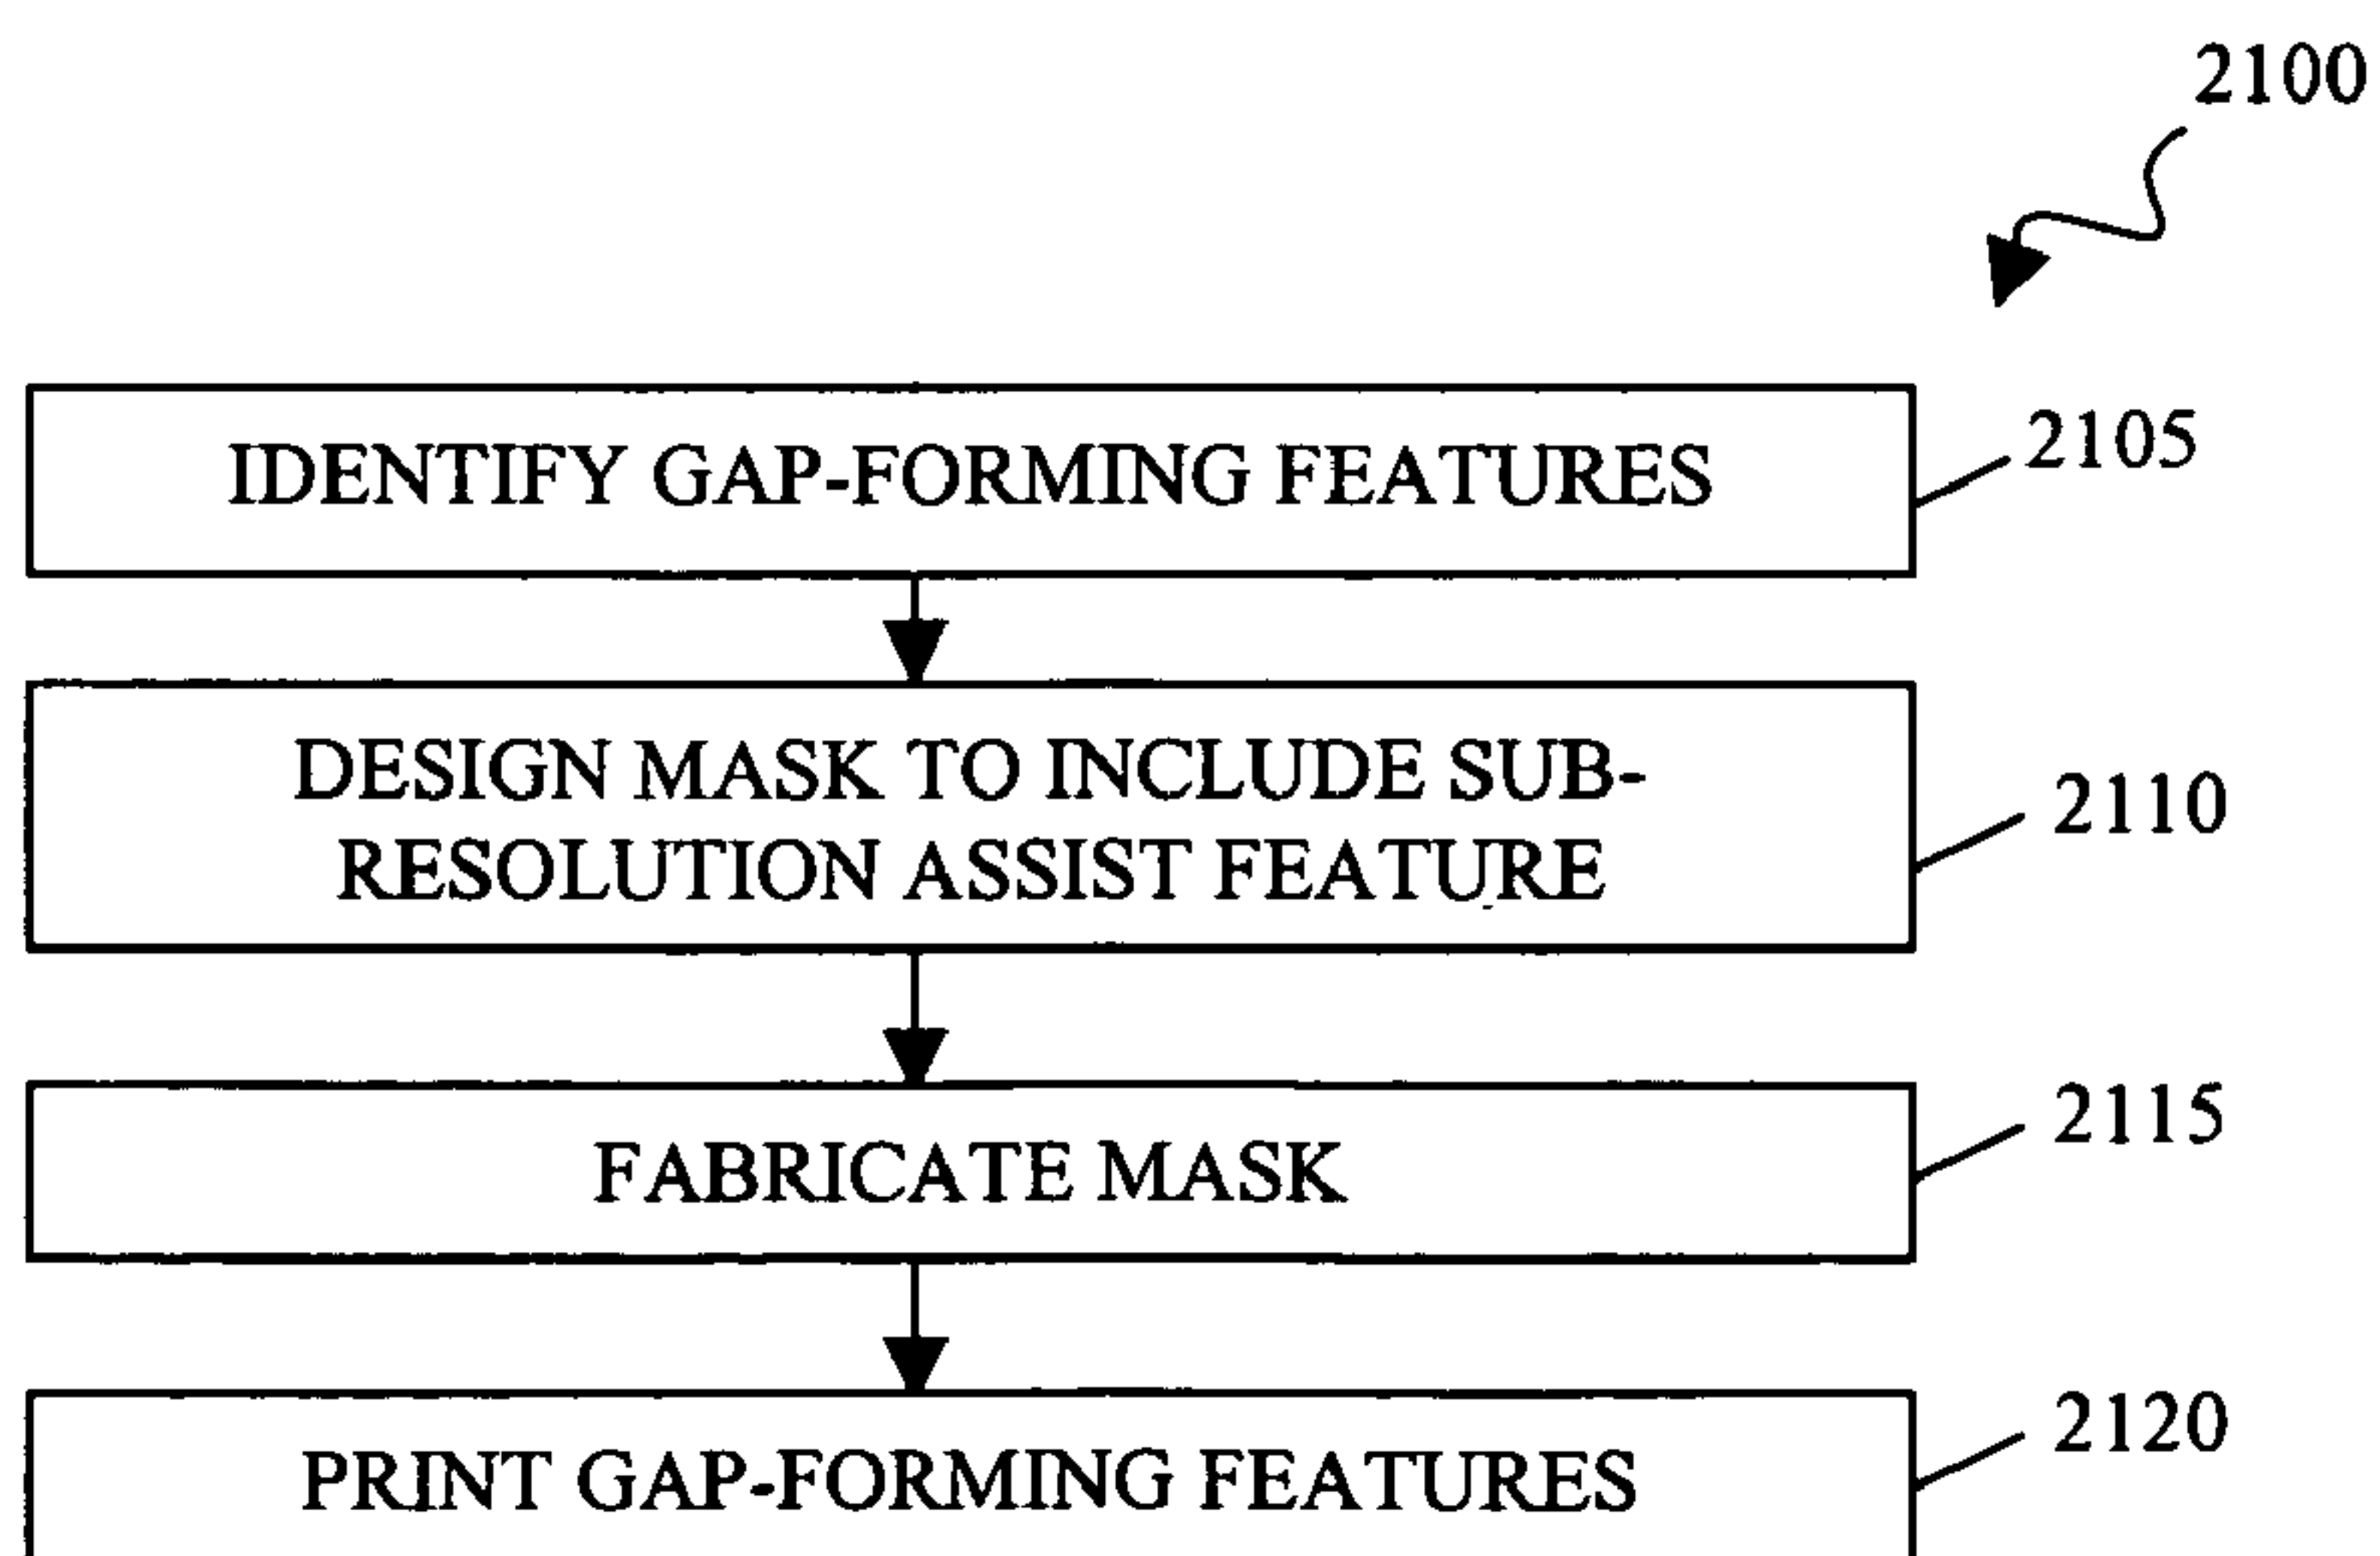 2100
IDENTIFY GAP-FORMING FEATURES
2105
DESIGN MASK TO INCLUDE SUB-
RESOLUTION ASSIST FEATURE
2110
FABRICATE MASK
2115
PRINT GAP-FORMING FEATURES
2120